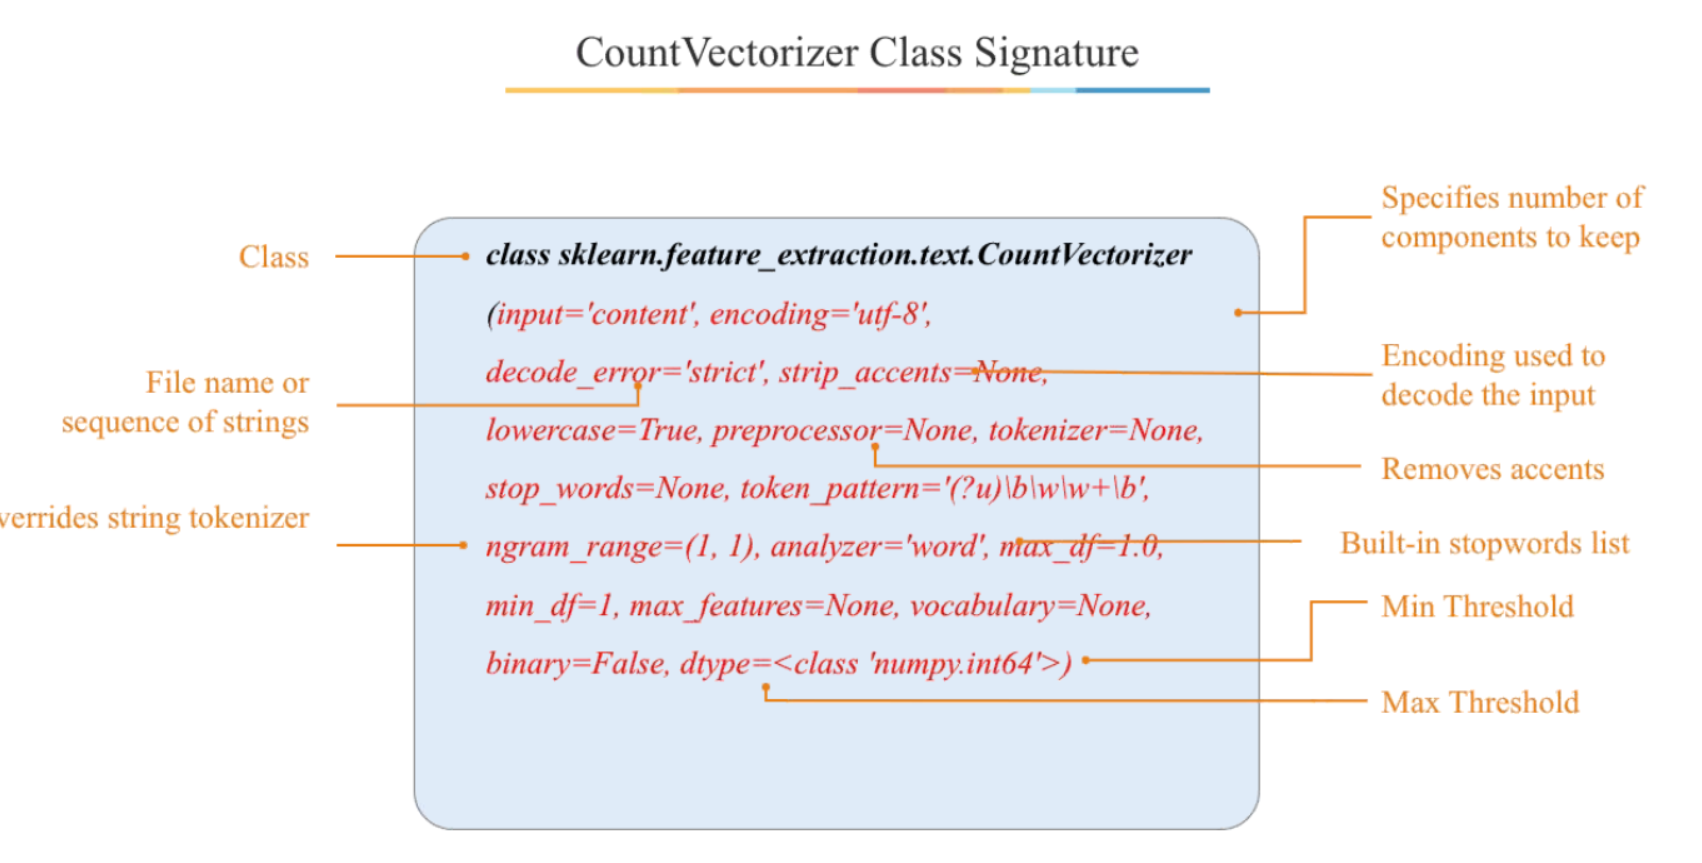 CountVectorizer Class Signature
Specifies number of
components to keep
Class
class sklearn.feature_extraction.text.CountVectorizer
(input='content', encoding='utf-8',
Encoding used to
decode the input
decode_error='strict', strip_accents=None,
File name or
sequence of strings
lowercase=True, preprocessor=None, tokenizer=None,
Removes accents
stop_words=None, token_pattern='(?u)\b\w\w+\b',
verrides string tokenizer
ngram_range=(1, 1), analyzer='word', max_df=1.0,
Built-in stopwords list
min_df=1, max_features=None, vocabulary=None,
Min Threshold
binary=False, dtype=<class 'numpy.int64'>)
Max Threshold